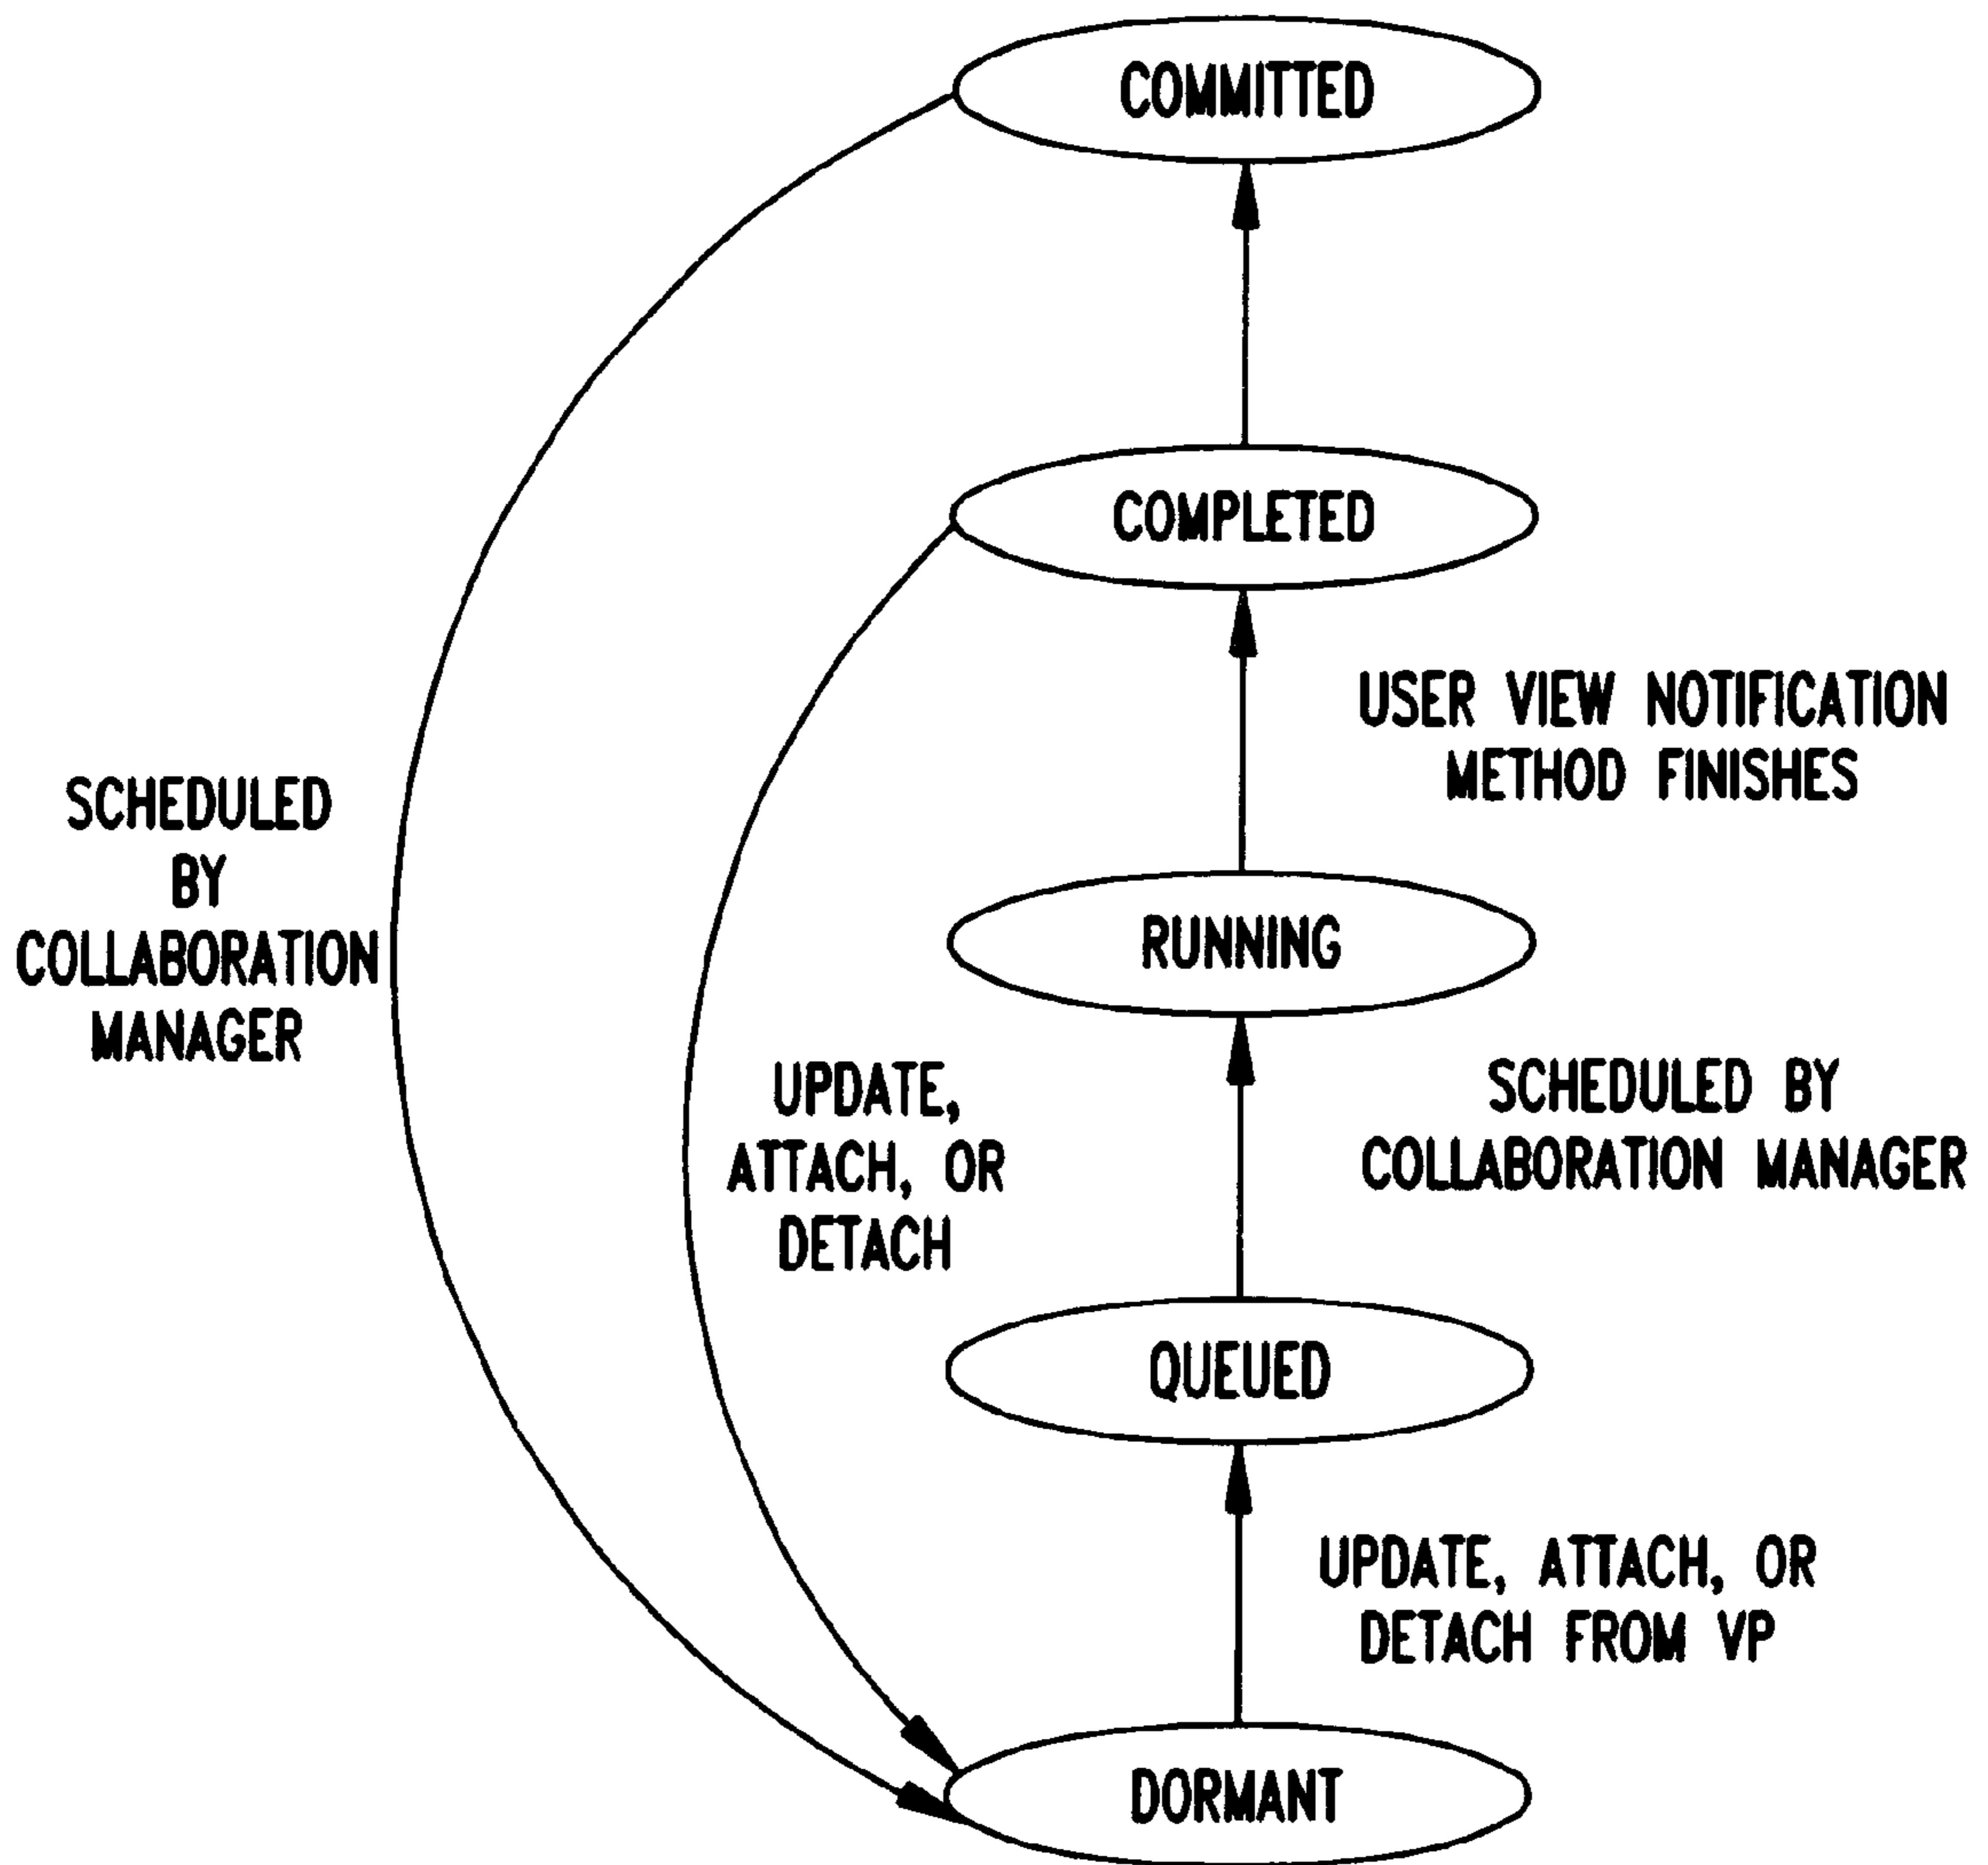 COMMITTED
COMPLETED
USER VIEW NOTIFICATION
METHOD FINISHES
SCHEDULED
BY
COLLABORATION
MANAGER
RUNNING
UPDATE,
ATTACH, OR
DETACH
SCHEDULED BY
COLLABORATION MANAGER
QUEUED
UPDATE, ATTACH, OR
DETACH FROM VP
DORMANT